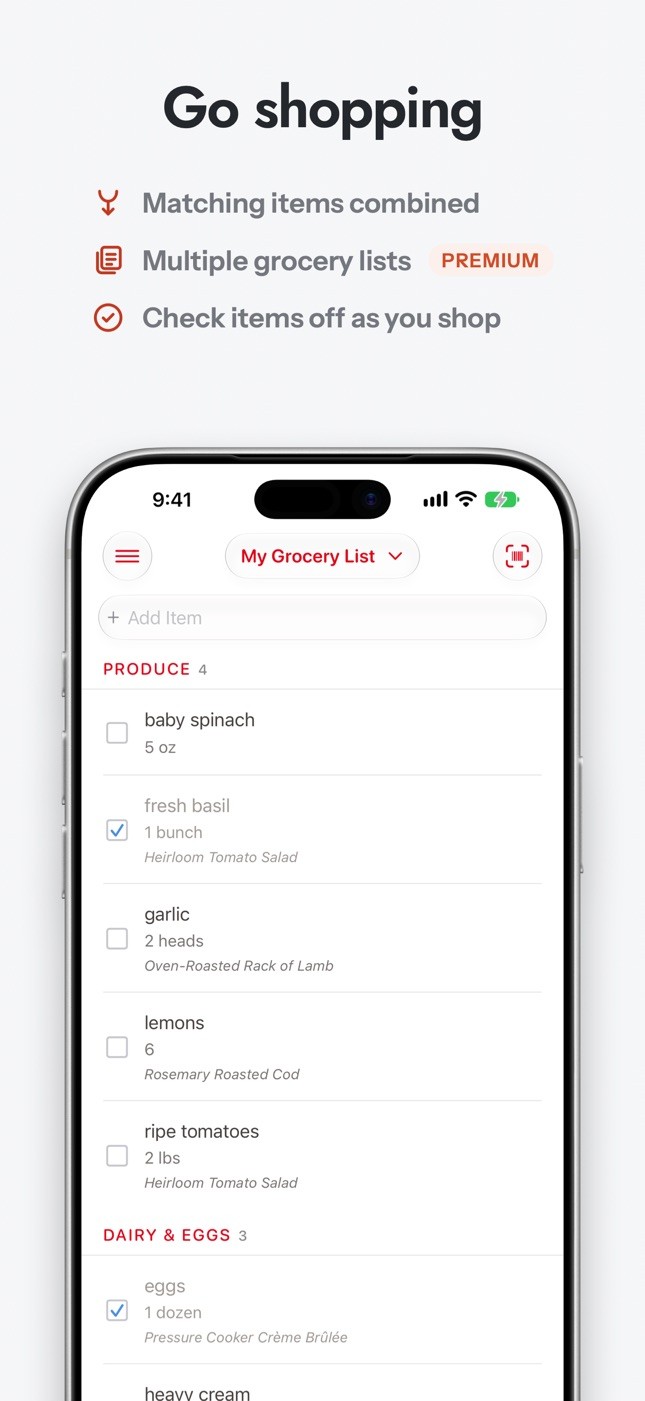 Go shopping
Matching items combined
Multiple grocery lists PREMIUM
Check items off as you shop
9:41
My Grocery List
+ Add Item
PRODUCE 4
baby spinach
5 oz
fresh basil
1 bunch
Heirloom Tomato Salad
garlic
2 heads
Oven-Roasted Rack of Lamb
lemons
6
Rosemary Roasted Cod
ripe tomatoes
2 lbs
Heirloom Tomato Salad
DAIRY & EGGS 3
eggs
1 dozen
Pressure Cooker Crème Brûlée
heavy cream